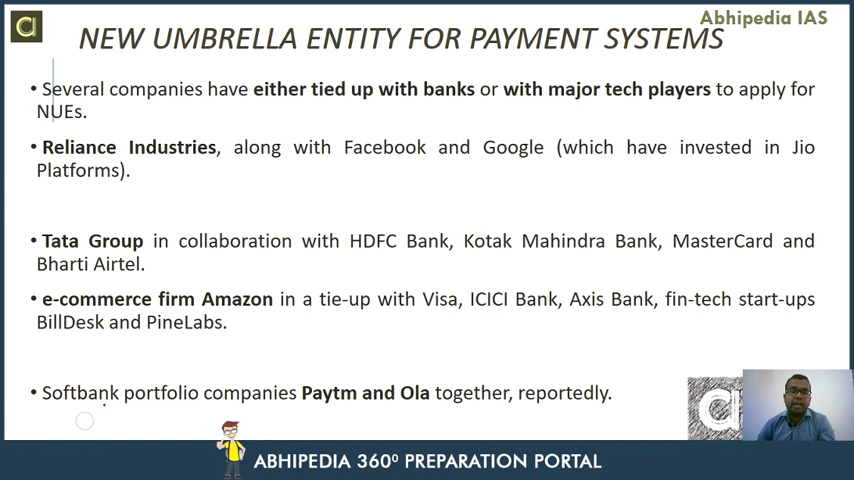 Abhipedia IAS
NEW UMBRELLA ENTITY FOR PAYMENT SYSTEMS
• Several companies have either tied up with banks or with major tech players to apply for
NUEs.
• Reliance Industries, along with Facebook and Google (which have invested in Jio
Platforms).
• Tata Group in collaboration with HDFC Bank, Kotak Mahindra Bank, MasterCard and
Bharti Airtel.
• e-commerce firm Amazon in a tie-up with Visa, ICICI Bank, Axis Bank, fin-tech start-ups
BillDesk and PineLabs.
• Softbank portfolio companies Paytm and Ola together, reportedly.
ABHIPEDIA 360⁰ PREPARATION PORTAL